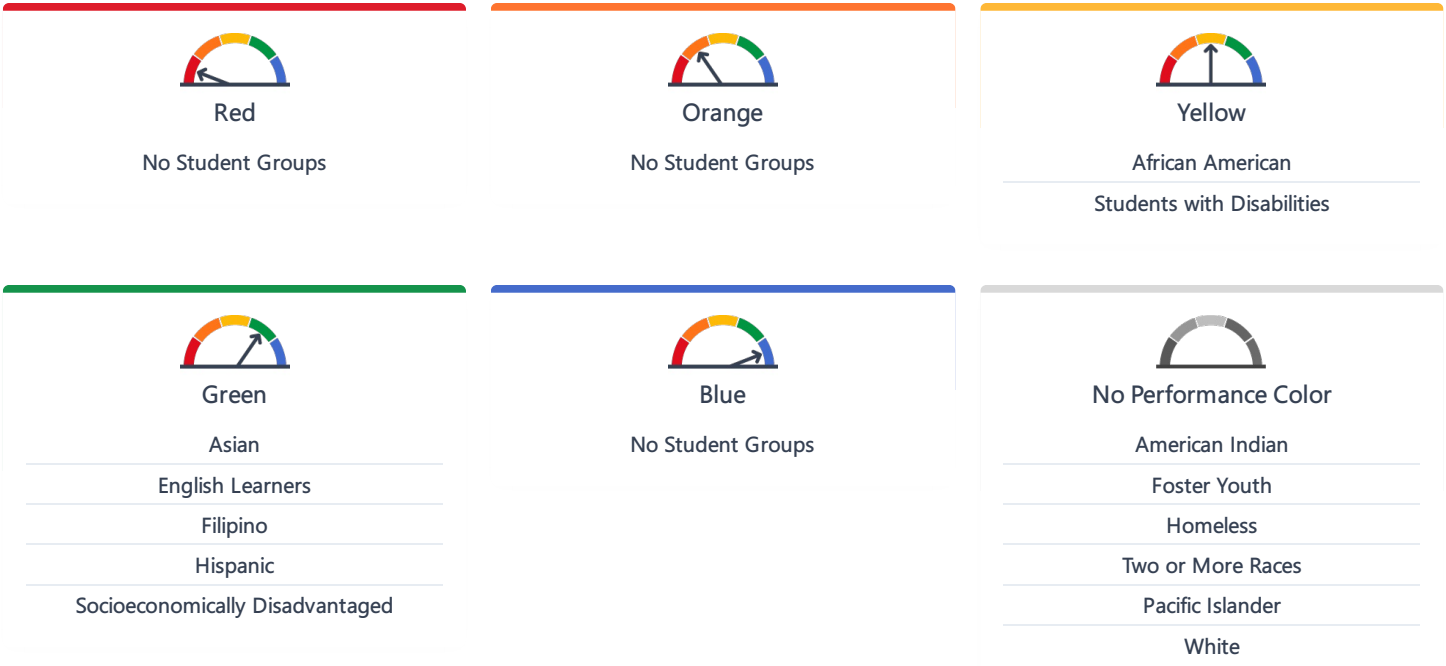 Red
No Student Groups
Orange
No Student Groups
Yellow
African American
Students with Disabilities
Green
Asian
English Learners
Filipino
Hispanic
Socioeconomically Disadvantaged
Blue
No Student Groups
No Performance Color
American Indian
Foster Youth
Homeless
Two or More Races
Pacific Islander
White